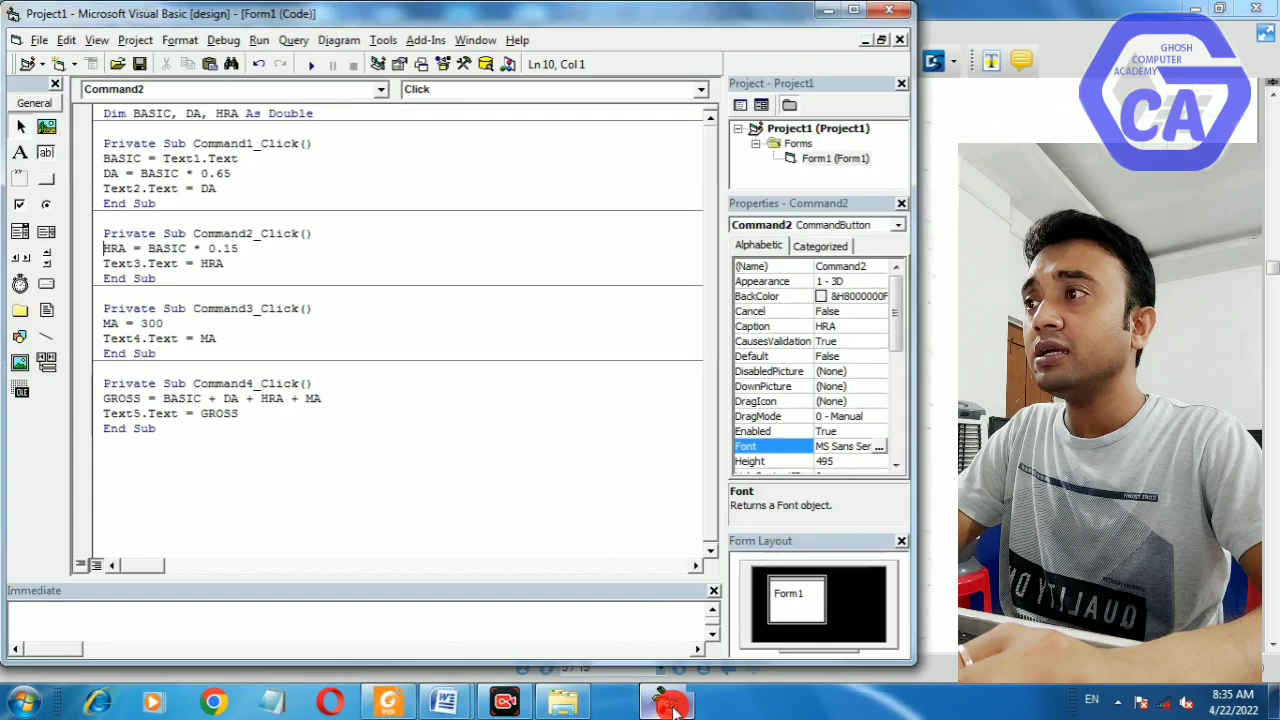 Project1 - Microsoft Visual Basic [design] - [Form1 (Code)]
File Edit View Project Format Debug Run Query Diagram Tools Add-Ins Window Help
Ln 10, Col 1
General
Command2
Click
Dim BASIC, DA, HRA As Double
Private Sub Command1_Click()
BASIC = Text1.Text
DA = BASIC * 0.65
Text2.Text = DA
End Sub
Private Sub Command2_Click()
HRA = BASIC * 0.15
Text3.Text = HRA
End Sub
Private Sub Command3_Click()
MA = 300
Text4.Text = MA
End Sub
Private Sub Command4_Click()
GROSS = BASIC + DA + HRA + MA
Text5.Text = GROSS
End Sub
Immediate
Project - Project1
Project1 (Project1)
Forms
Form1 (Form1)
Properties - Command2
Command2 CommandButton
Alphabetic Categorized
(Name) Command2
Appearance 1 - 3D
BackColor &H8000000F
Cancel False
Caption HRA
CausesValidation True
Default False
DisabledPicture (None)
DownPicture (None)
DragIcon (None)
DragMode 0 - Manual
Enabled True
Font MS Sans Ser ...
Height 495
Font
Returns a Font object.
Form Layout
Form1
GHOSH
COMPUTER
ACADEMY
CA
QUALITY
EN
8:35 AM
4/22/2022